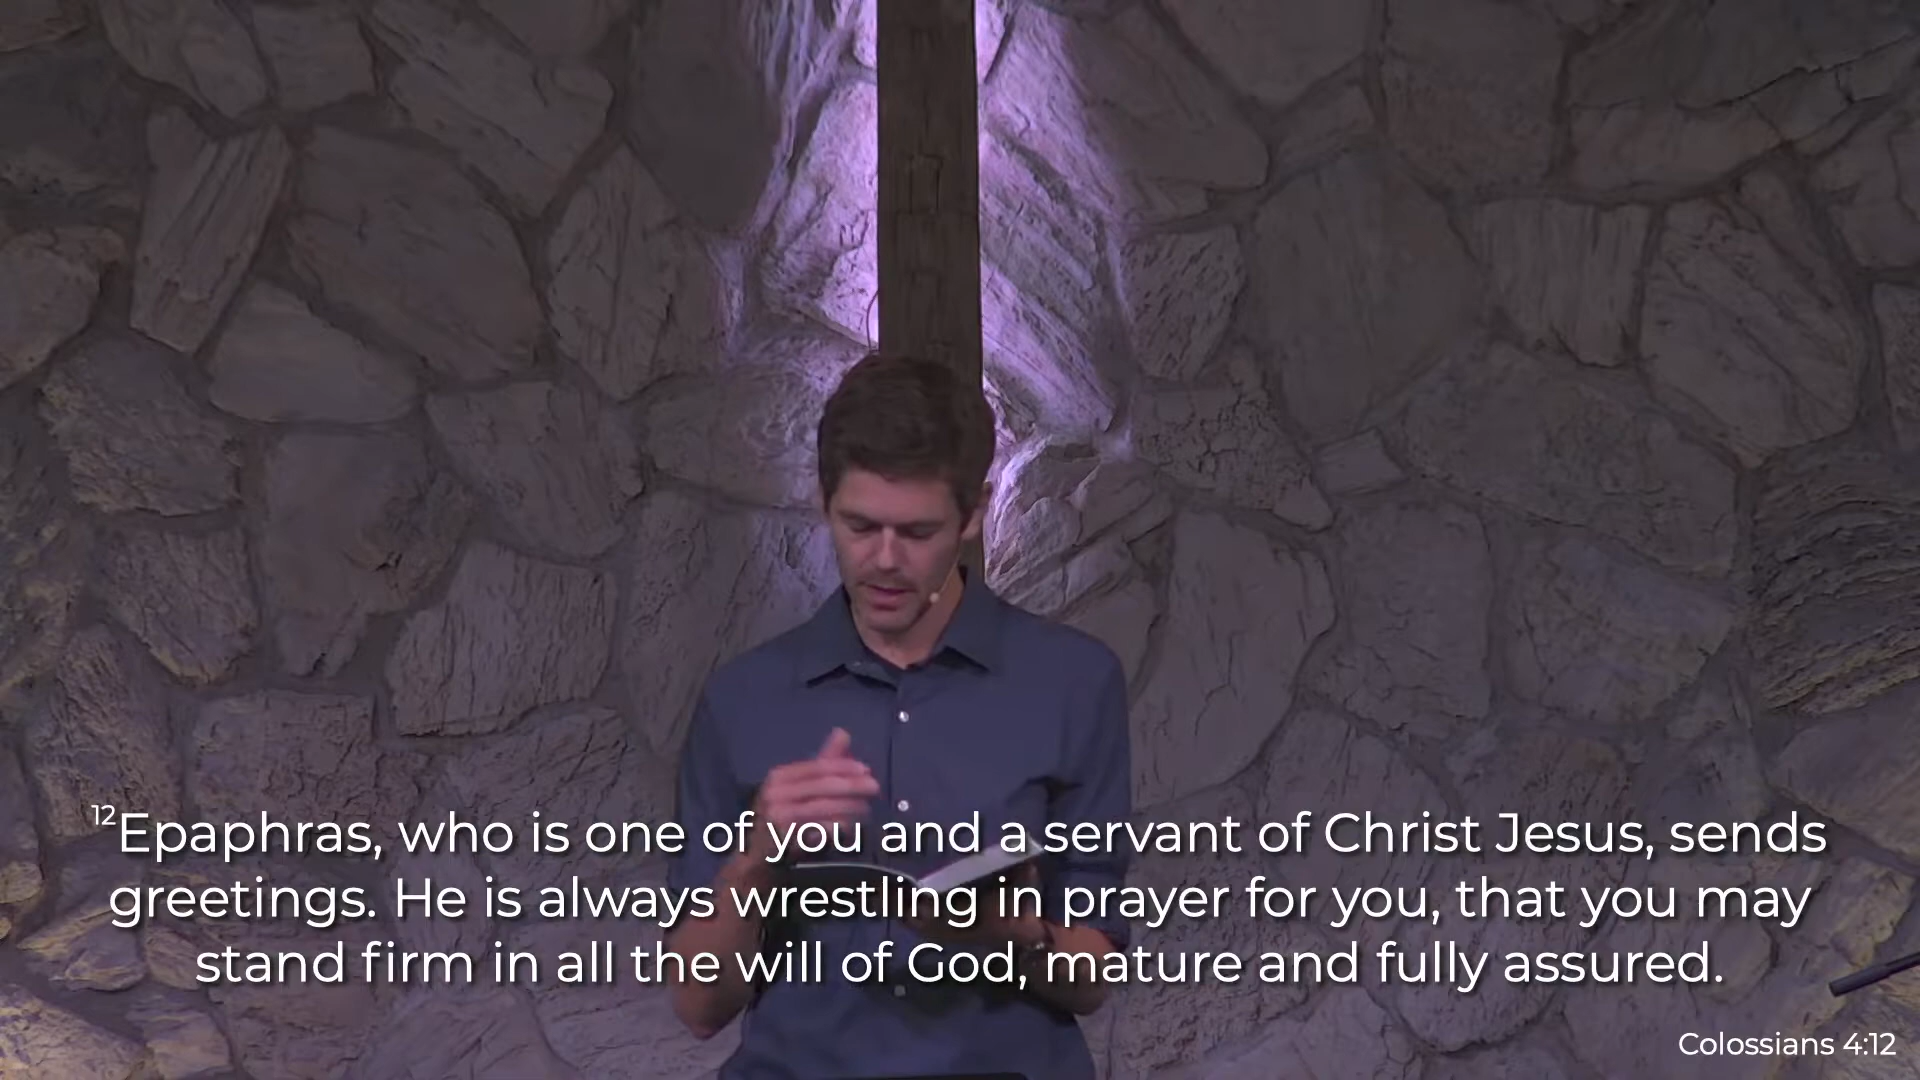 12Epaphras, who is one of you and a servant of Christ Jesus, sends
greetings. He is always wrestling in prayer for you, that you may
stand firm in all the will of God, mature and fully assured.
Colossians 4:12